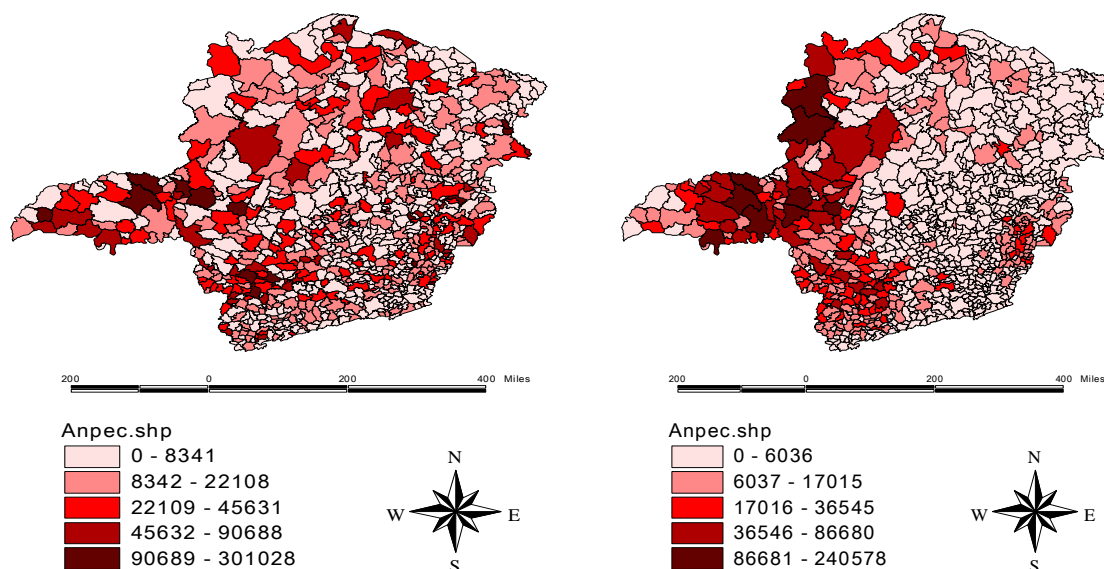 200 0 200 400 Miles
Anpec.shp
0 - 8341
8342 - 22108
22109 - 45631
45632 - 90688
90689 - 301028
N
W E
S
200 0 200 400 Miles
Anpec.shp
0 - 6036
6037 - 17015
17016 - 36545
36546 - 86680
86681 - 240578
N
W E
S